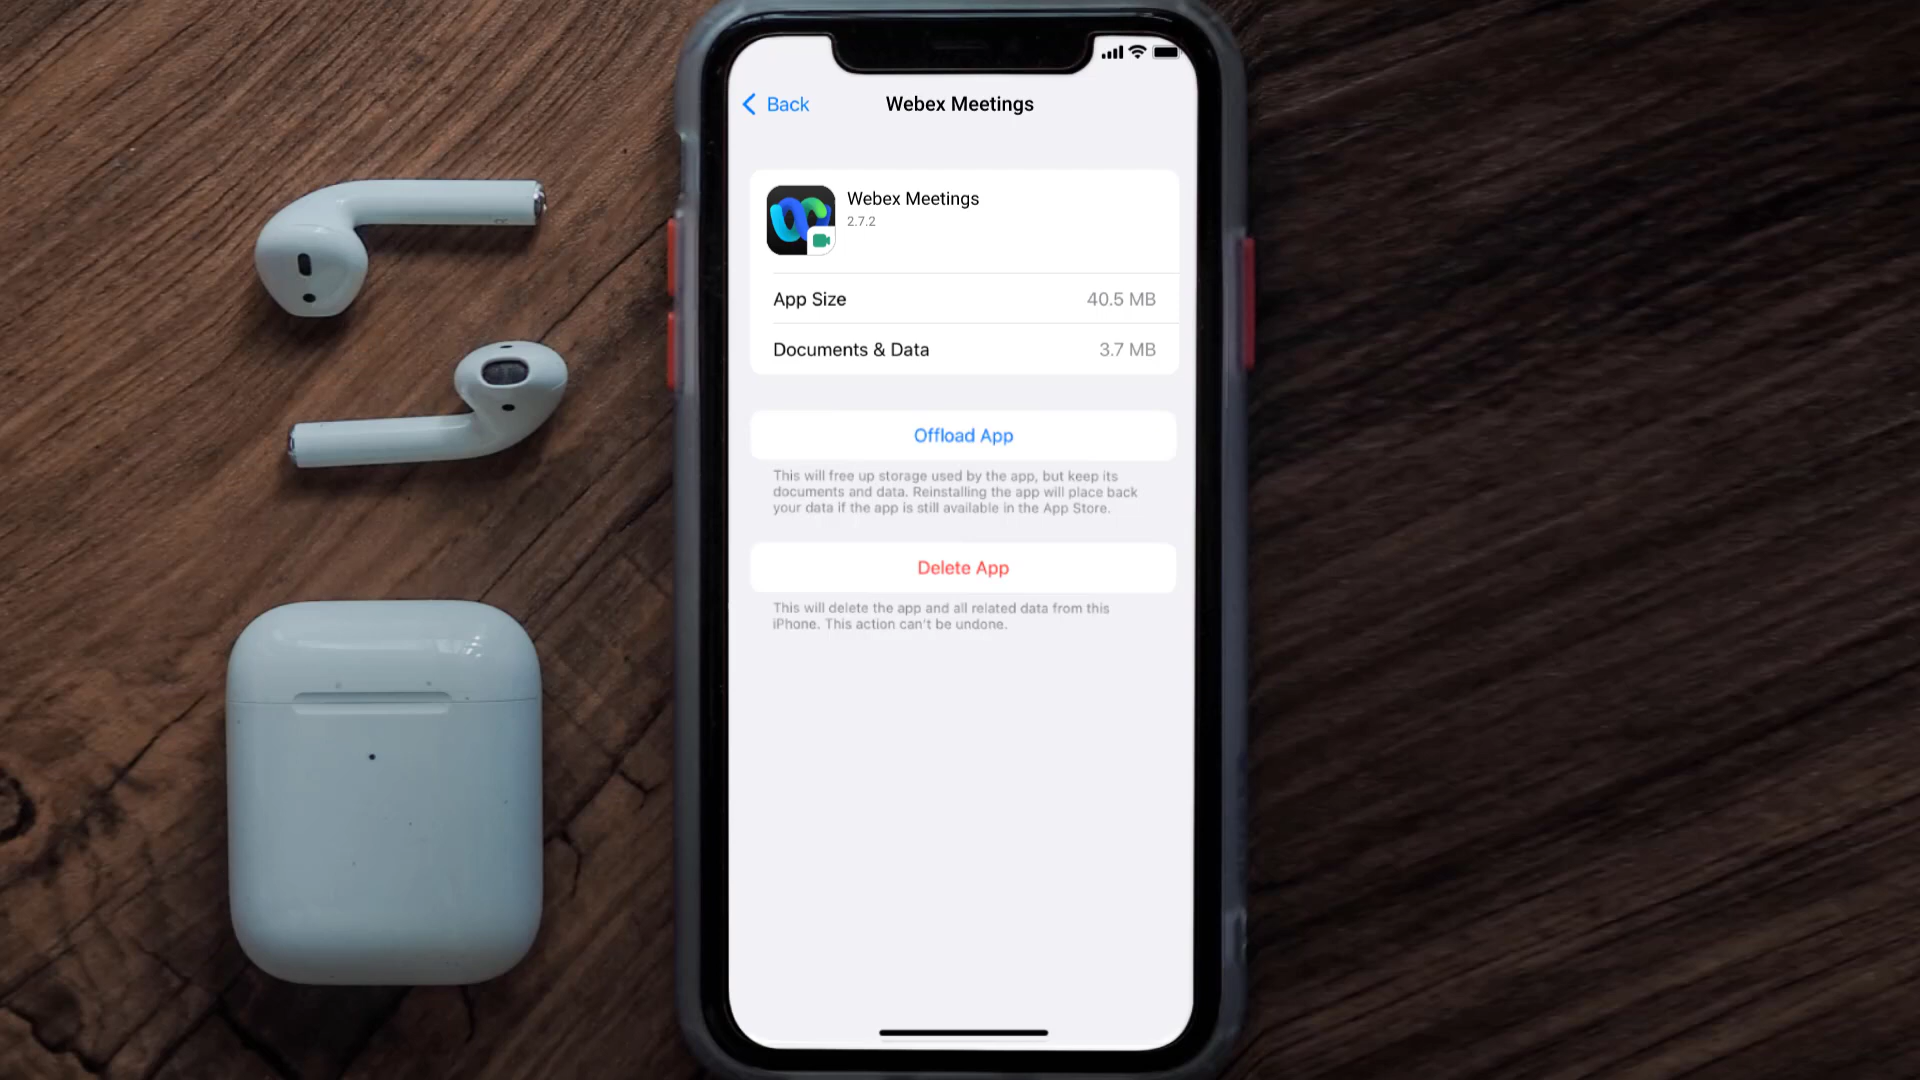 Back
Webex Meetings
Webex Meetings
2.7.2
App Size
40.5 MB
Documents & Data
3.7 MB
Offload App
This will free up storage used by the app, but keep its
documents and data. Reinstalling the app will place back
your data if the app is still available in the App Store.
Delete App
This will delete the app and all related data from this
iPhone. This action can't be undone.